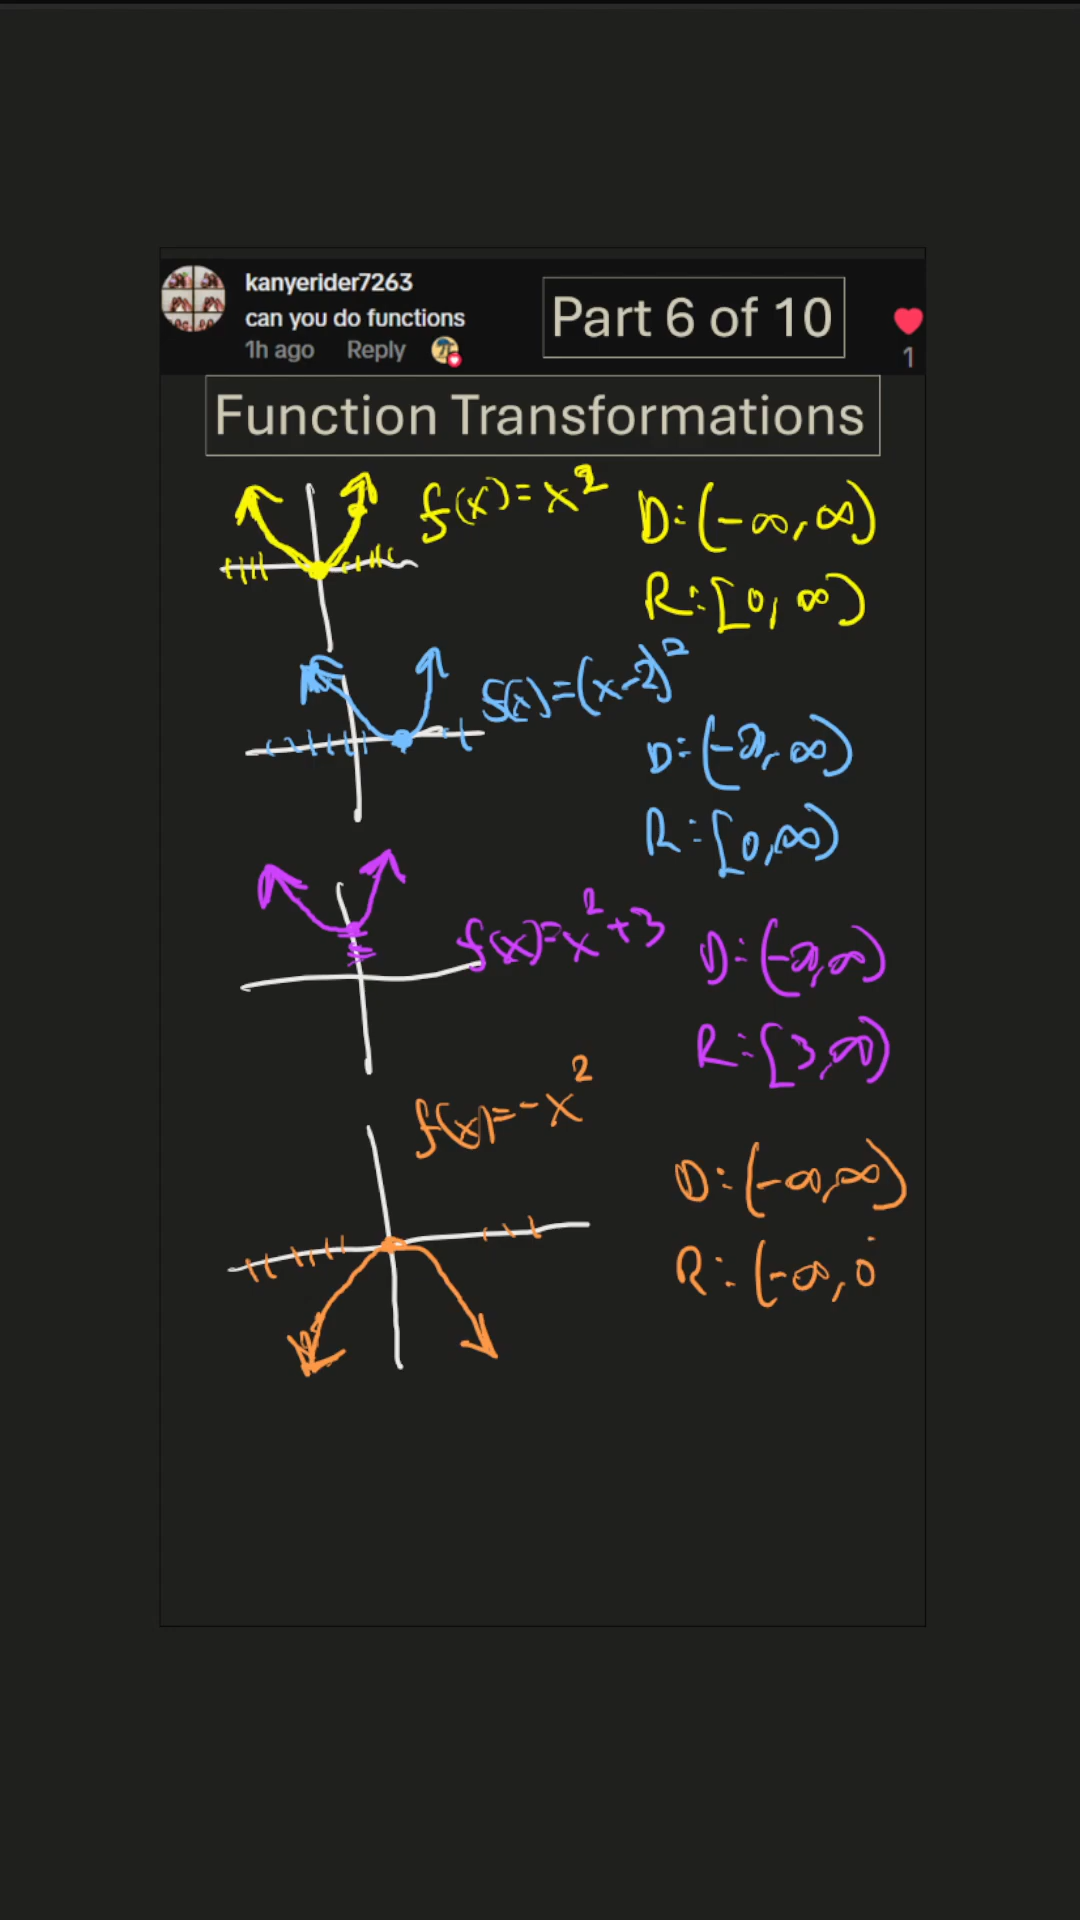 kanyerider7263
can you do functions
1h ago Reply
Part 6 of 10
1
Function Transformations
f(x)=x²
D:(-∞,∞)
R:[0,∞)
f(x)=(x-2)²
D:(-∞,∞)
R:[0,∞)
f(x)=x²+3
D:(-∞,∞)
R:[3,∞)
f(x)=-x²
D:(-∞,∞)
R:(-∞,0